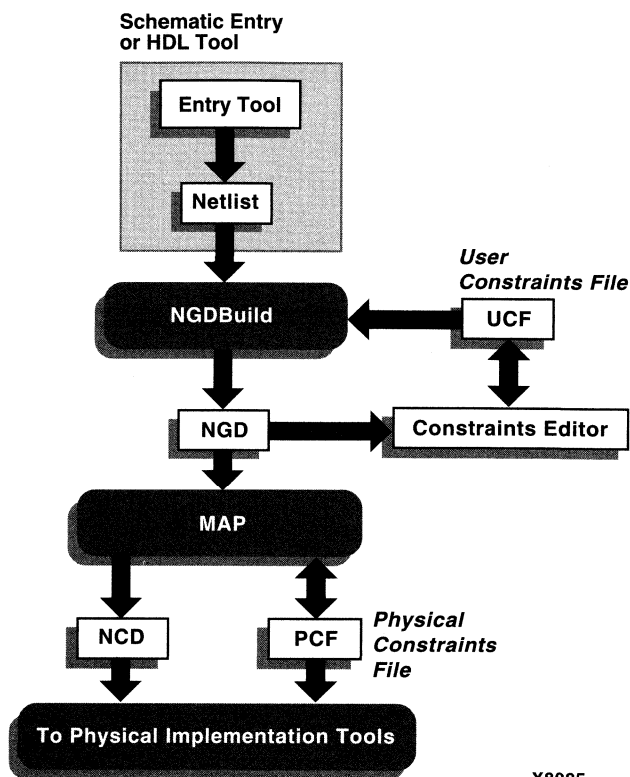 Schematic Entry
or HDL Tool
Entry Tool
Netlist
User
Constraints File
NGDBuild
UCF
NGD
Constraints Editor
MAP
NCD
PCF
Physical
Constraints
File
To Physical Implementation Tools